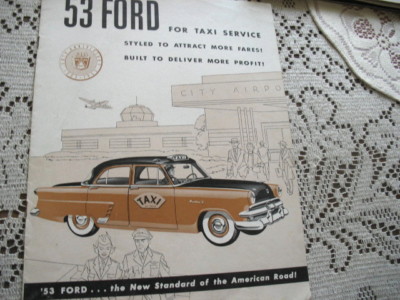 53 FORD
FOR TAXI SERVICE
STYLED TO ATTRACT MORE FARES!
BUILT TO DELIVER MORE PROFIT!
CITY AIRPO
TAXI
'53 FORD . . . the New Standard of the American Road!